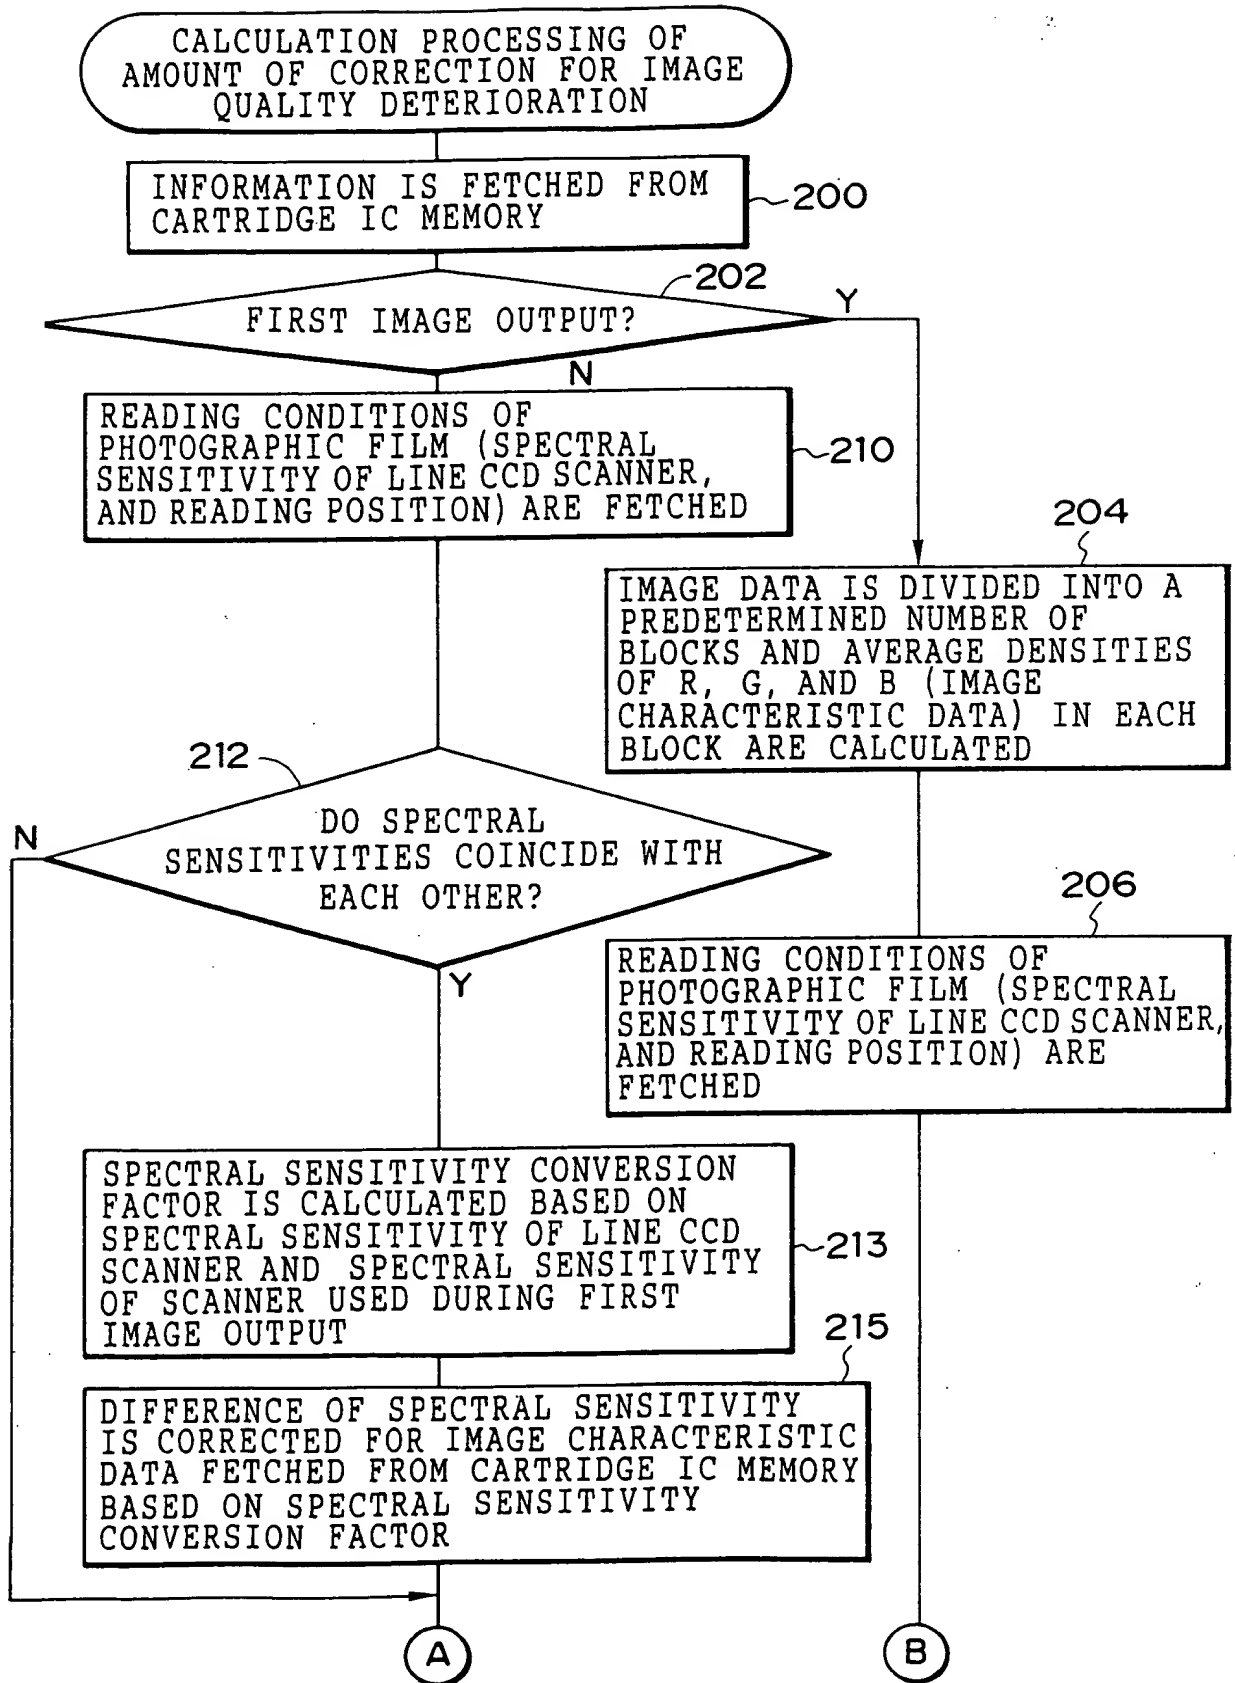 CALCULATION PROCESSING OF
AMOUNT OF CORRECTION FOR IMAGE
QUALITY DETERIORATION
INFORMATION IS FETCHED FROM
CARTRIDGE IC MEMORY
200
202
FIRST IMAGE OUTPUT?
Y
N
READING CONDITIONS OF
PHOTOGRAPHIC FILM (SPECTRAL
SENSITIVITY OF LINE CCD SCANNER,
AND READING POSITION) ARE FETCHED
210
204
IMAGE DATA IS DIVIDED INTO A
PREDETERMINED NUMBER OF
BLOCKS AND AVERAGE DENSITIES
OF R, G, AND B (IMAGE
CHARACTERISTIC DATA) IN EACH
BLOCK ARE CALCULATED
212
DO SPECTRAL
SENSITIVITIES COINCIDE WITH
EACH OTHER?
N
Y
206
READING CONDITIONS OF
PHOTOGRAPHIC FILM (SPECTRAL
SENSITIVITY OF LINE CCD SCANNER,
AND READING POSITION) ARE
FETCHED
SPECTRAL SENSITIVITY CONVERSION
FACTOR IS CALCULATED BASED ON
SPECTRAL SENSITIVITY OF LINE CCD
SCANNER AND SPECTRAL SENSITIVITY
OF SCANNER USED DURING FIRST
IMAGE OUTPUT
213
215
DIFFERENCE OF SPECTRAL SENSITIVITY
IS CORRECTED FOR IMAGE CHARACTERISTIC
DATA FETCHED FROM CARTRIDGE IC MEMORY
BASED ON SPECTRAL SENSITIVITY
CONVERSION FACTOR
A
B